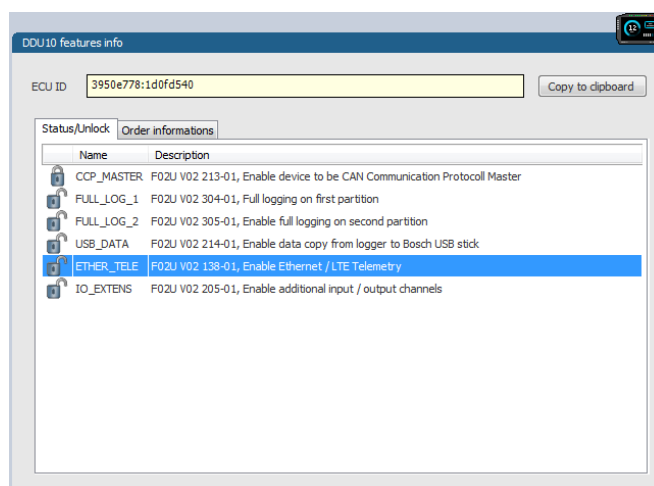 DDU10 features info
12
ECU ID 3950e778:1d0fd540 Copy to clipboard
Status/Unlock Order informations
Name Description
CCP_MASTER F02U V02 213-01, Enable device to be CAN Communication Protocoll Master
FULL_LOG_1 F02U V02 304-01, Full logging on first partition
FULL_LOG_2 F02U V02 305-01, Enable full logging on second partition
USB_DATA F02U V02 214-01, Enable data copy from logger to Bosch USB stick
ETHER_TELE F02U V02 138-01, Enable Ethernet / LTE Telemetry
IO_EXTENS F02U V02 205-01, Enable additional input / output channels